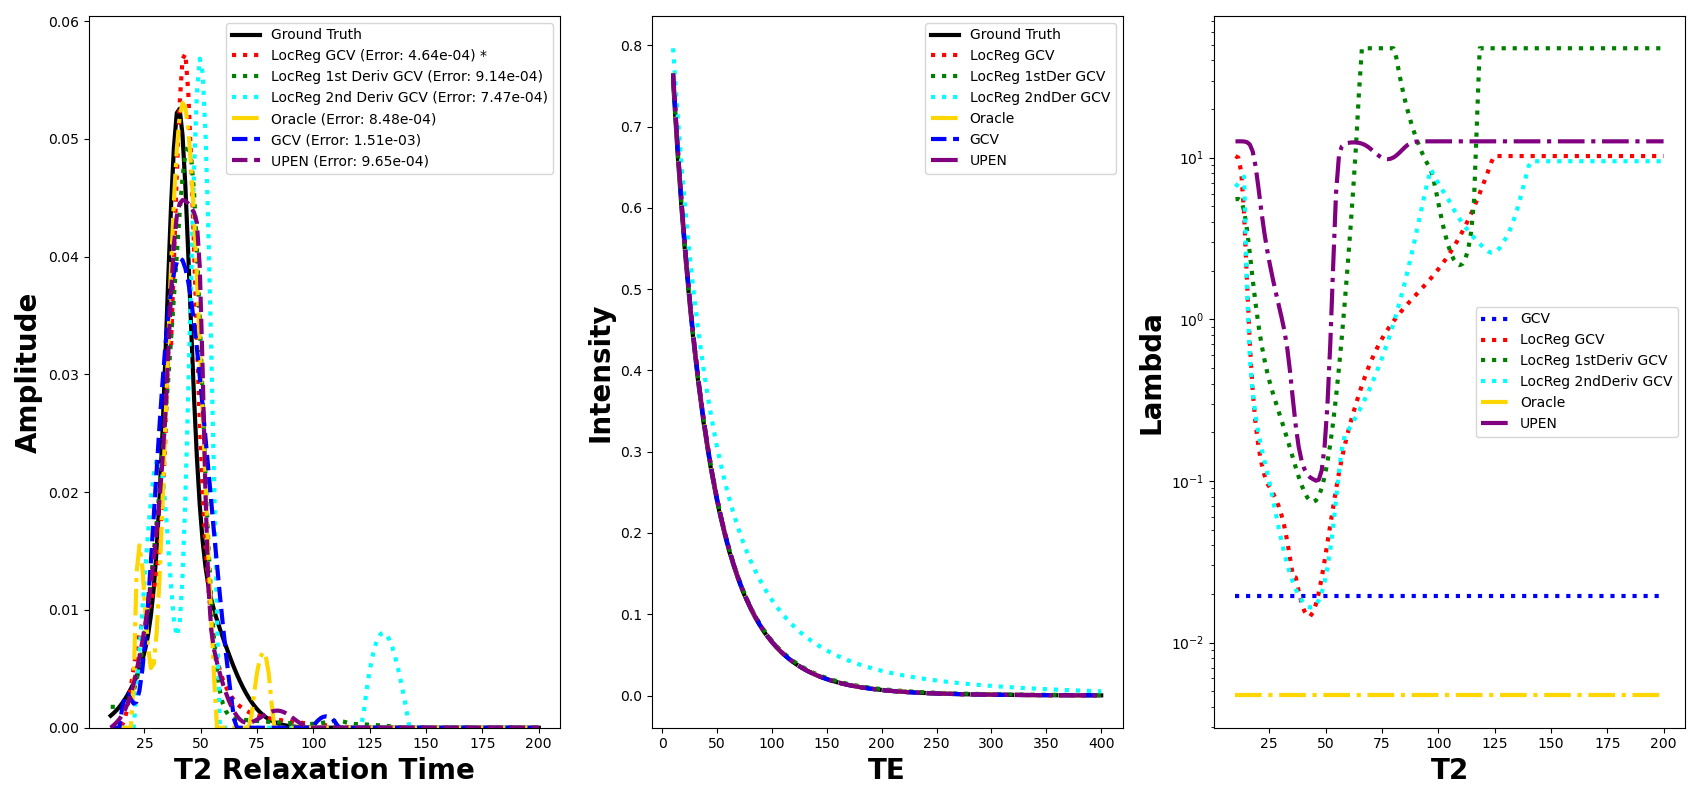 0.06
0.05
0.04
0.03
0.02
0.01
0.00
Amplitude
Ground Truth
LocReg GCV (Error: 4.64e-04) *
LocReg 1st Deriv GCV (Error: 9.14e-04)
LocReg 2nd Deriv GCV (Error: 7.47e-04)
Oracle (Error: 8.48e-04)
GCV (Error: 1.51e-03)
UPEN (Error: 9.65e-04)
25 50 75 100 125 150 175 200
T2 Relaxation Time
0.8
0.7
0.6
0.5
0.4
0.3
0.2
0.1
0.0
Intensity
Ground Truth
LocReg GCV
LocReg 1stDer GCV
LocReg 2ndDer GCV
Oracle
GCV
UPEN
0 50 100 150 200 250 300 350 400
TE
10¹
10⁰
10⁻¹
10⁻²
Lambda
GCV
LocReg GCV
LocReg 1stDeriv GCV
LocReg 2ndDeriv GCV
Oracle
UPEN
25 50 75 100 125 150 175 200
T2